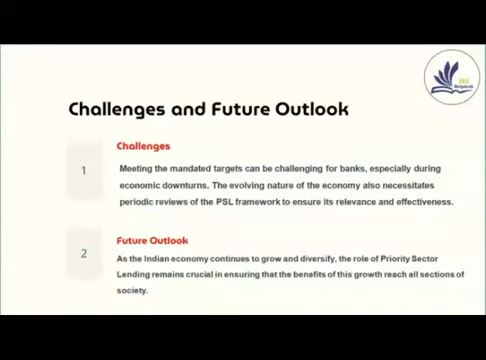 Helpdesk
Challenges and Future Outlook
Challenges
1
Meeting the mandated targets can be challenging for banks, especially during
economic downturns. The evolving nature of the economy also necessitates
periodic reviews of the PSL framework to ensure its relevance and effectiveness.
Future Outlook
2
As the Indian economy continues to grow and diversify, the role of Priority Sector
Lending remains crucial in ensuring that the benefits of this growth reach all sections of
society.